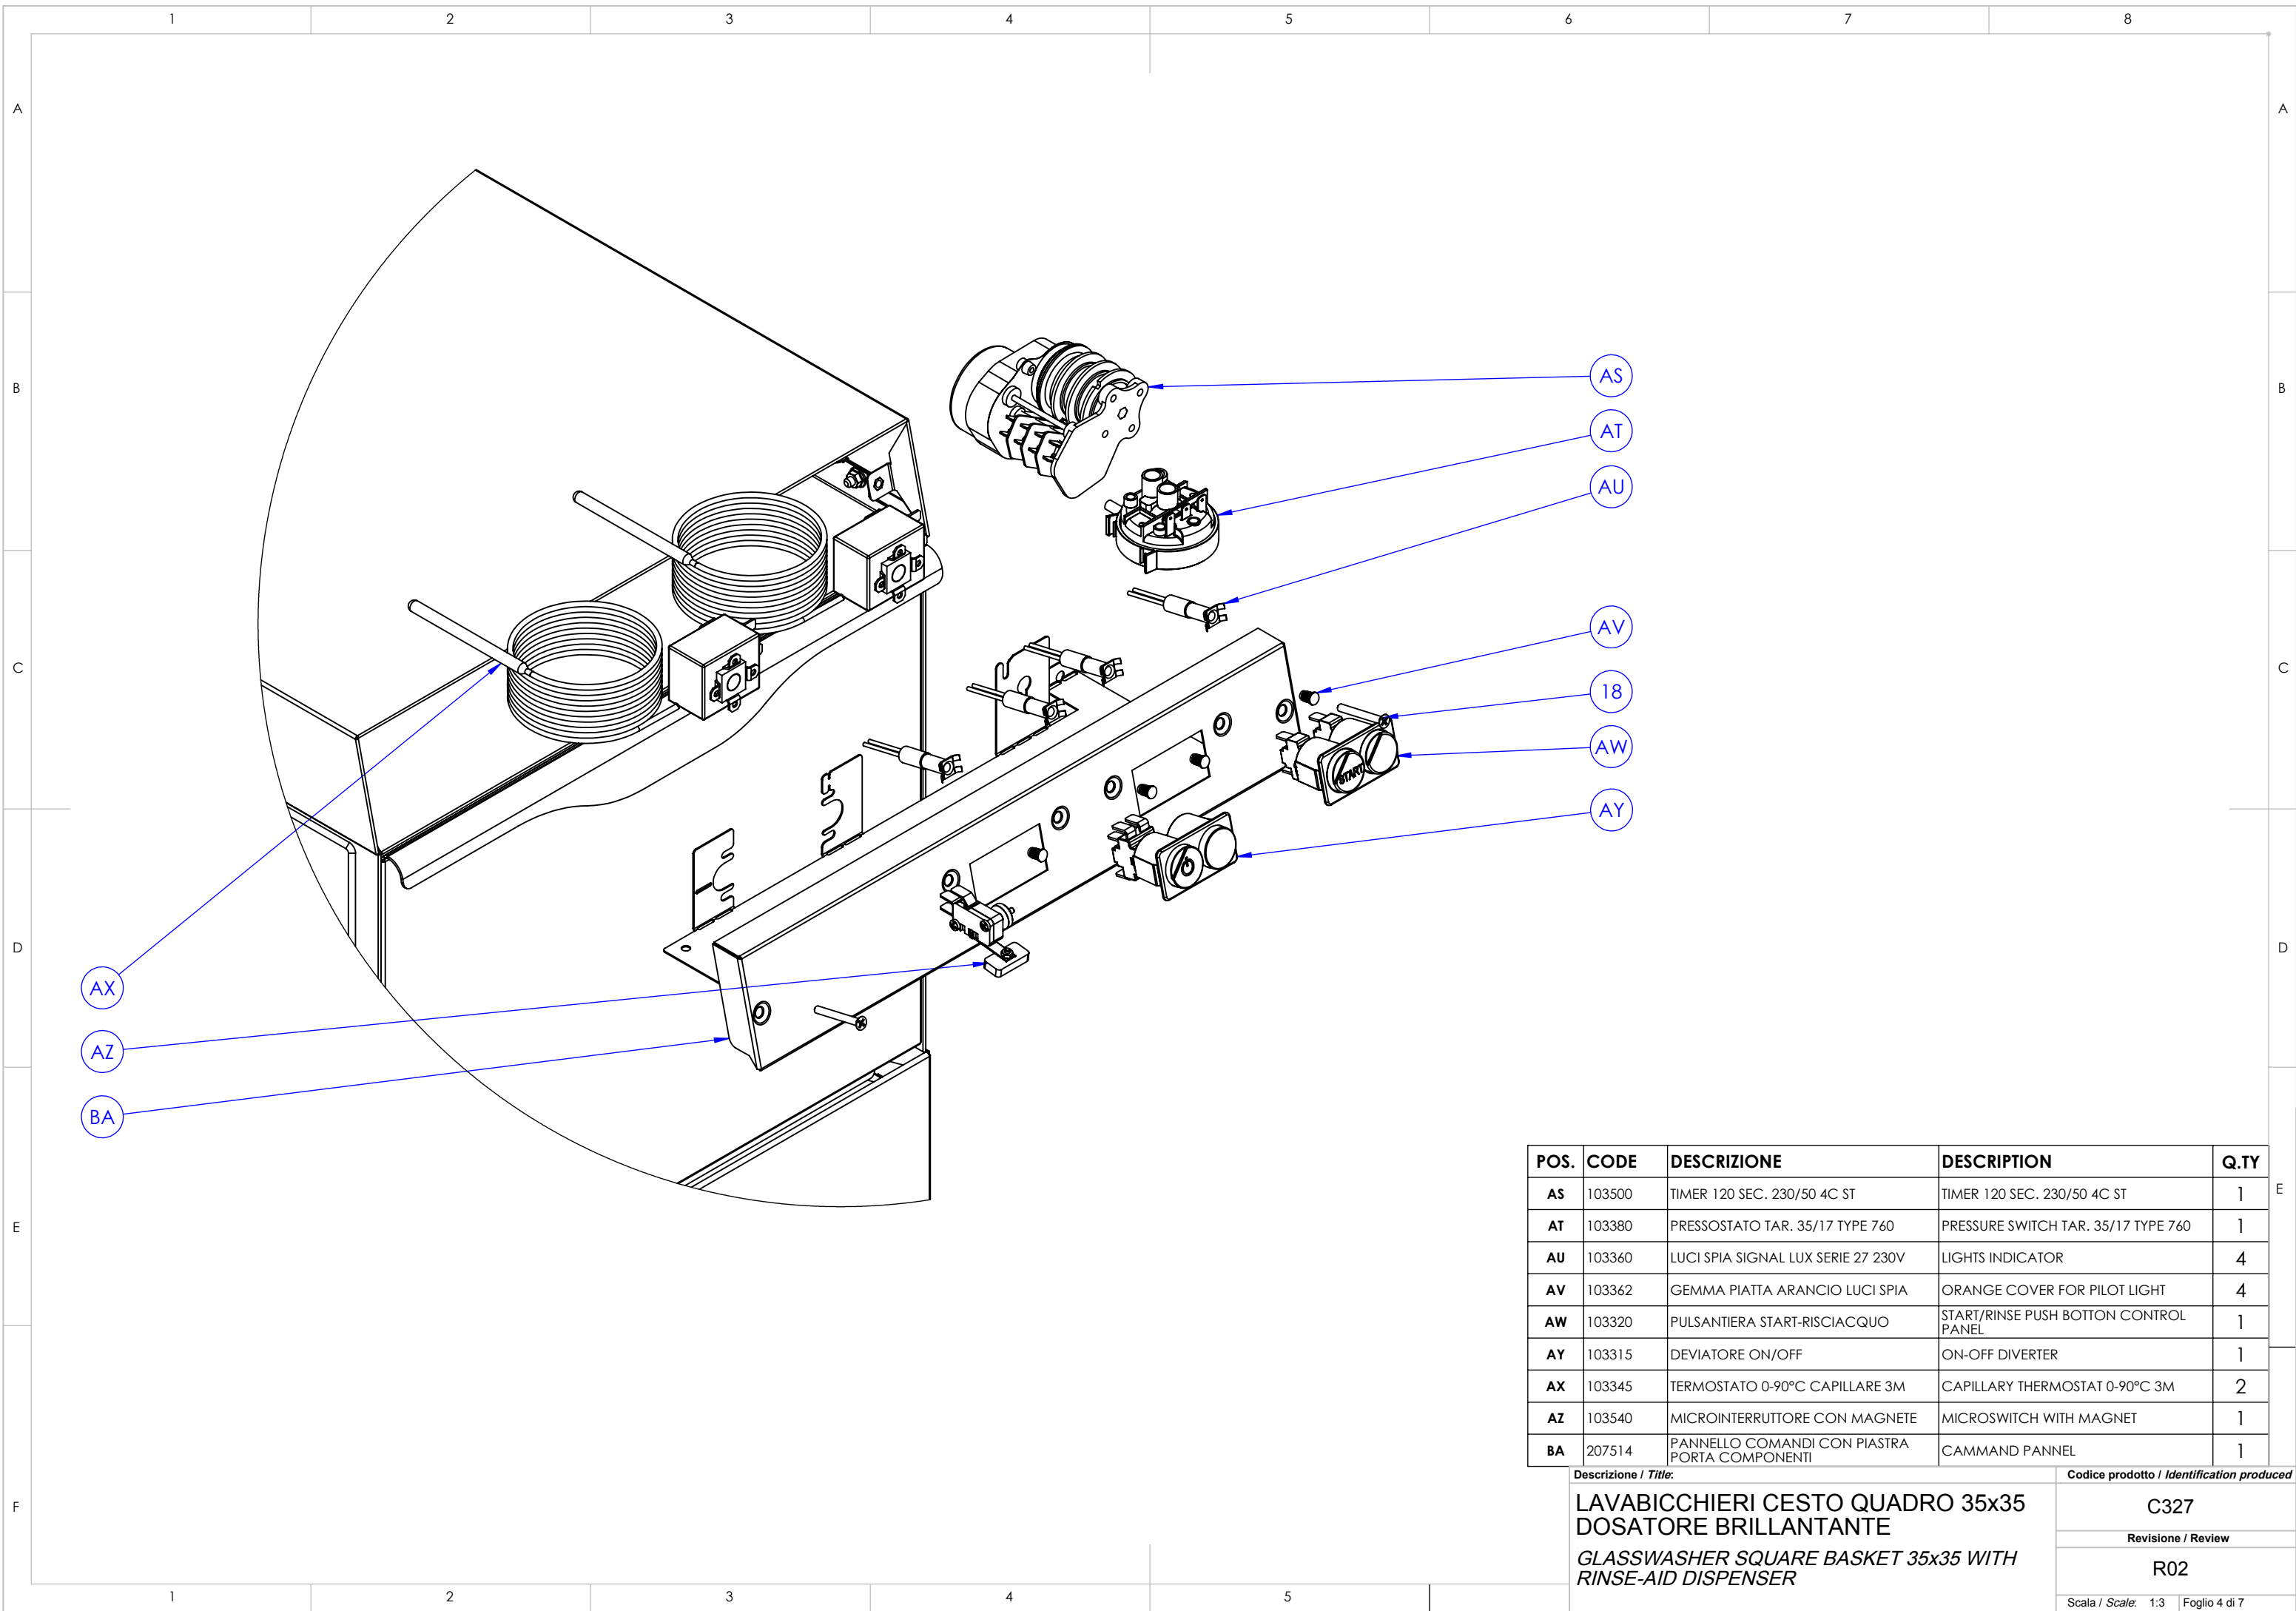 1 2 3 4 5 6 7 8
A A
B B
C C
D D
E E
F
AS
AT
AU
AV
18
AW
START
AY
AX
AZ
BA
POS. CODE DESCRIZIONE DESCRIPTION Q.TY
AS 103500 TIMER 120 SEC. 230/50 4C ST TIMER 120 SEC. 230/50 4C ST 1
AT 103380 PRESSOSTATO TAR. 35/17 TYPE 760 PRESSURE SWITCH TAR. 35/17 TYPE 760 1
AU 103360 LUCI SPIA SIGNAL LUX SERIE 27 230V LIGHTS INDICATOR 4
AV 103362 GEMMA PIATTA ARANCIO LUCI SPIA ORANGE COVER FOR PILOT LIGHT 4
AW 103320 PULSANTIERA START-RISCIACQUO START/RINSE PUSH BOTTON CONTROL PANEL 1
AY 103315 DEVIATORE ON/OFF ON-OFF DIVERTER 1
AX 103345 TERMOSTATO 0-90°C CAPILLARE 3M CAPILLARY THERMOSTAT 0-90°C 3M 2
AZ 103540 MICROINTERRUTTORE CON MAGNETE MICROSWITCH WITH MAGNET 1
BA 207514 PANNELLO COMANDI CON PIASTRA PORTA COMPONENTI CAMMAND PANNEL 1
Descrizione / Title:
LAVABICCHIERI CESTO QUADRO 35x35
DOSATORE BRILLANTANTE
GLASSWASHER SQUARE BASKET 35x35 WITH
RINSE-AID DISPENSER
Codice prodotto / Identification produced
C327
Revisione / Review
R02
Scala / Scale: 1:3 Foglio 4 di 7
1 2 3 4 5